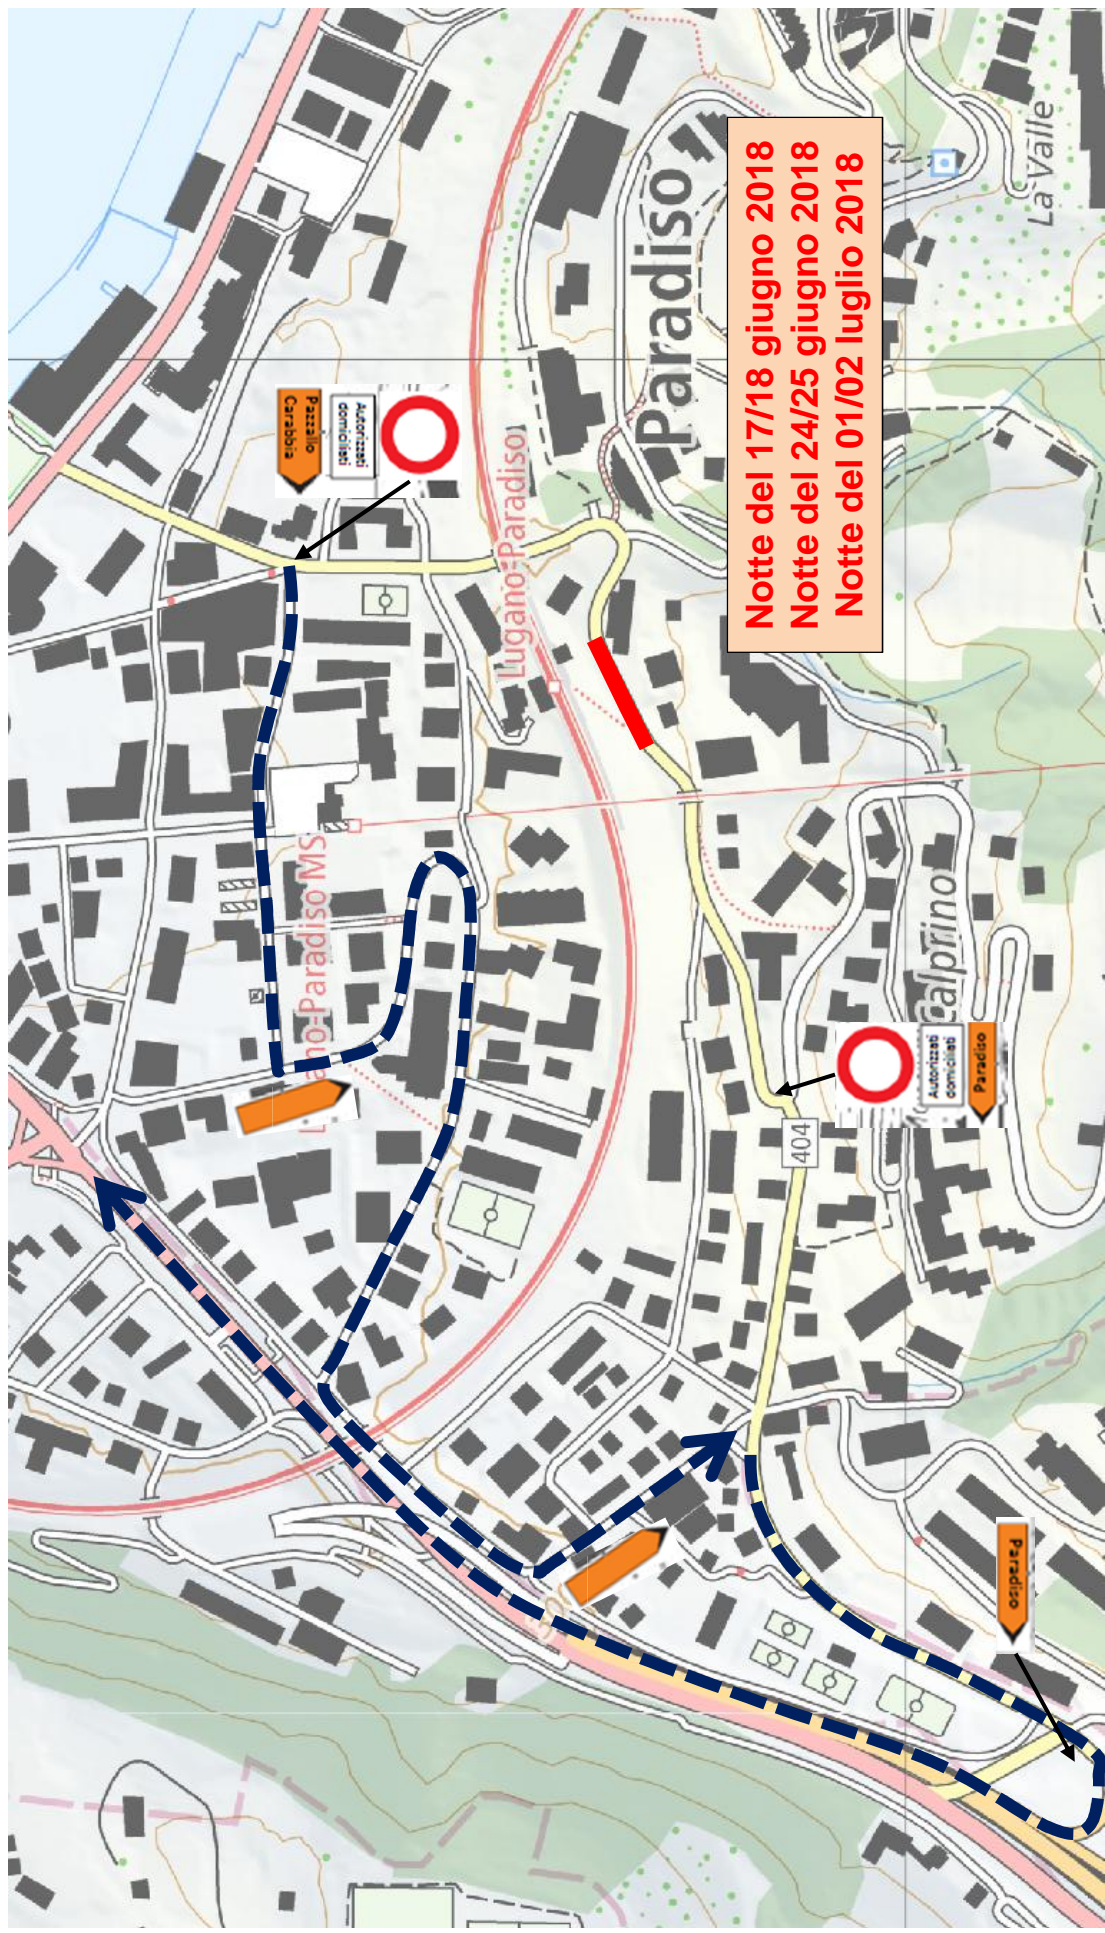 Notte del 17/18 giugno 2018
Notte del 24/25 giugno 2018
Notte del 01/02 luglio 2018
La Valle
Paradiso
Lugano-Paradiso
Autorizzati
domiciliati
Pazzallo
Carabbia
Calprino
Autorizzati
domiciliati
Paradiso
404
no-Paradiso MS
Paradiso